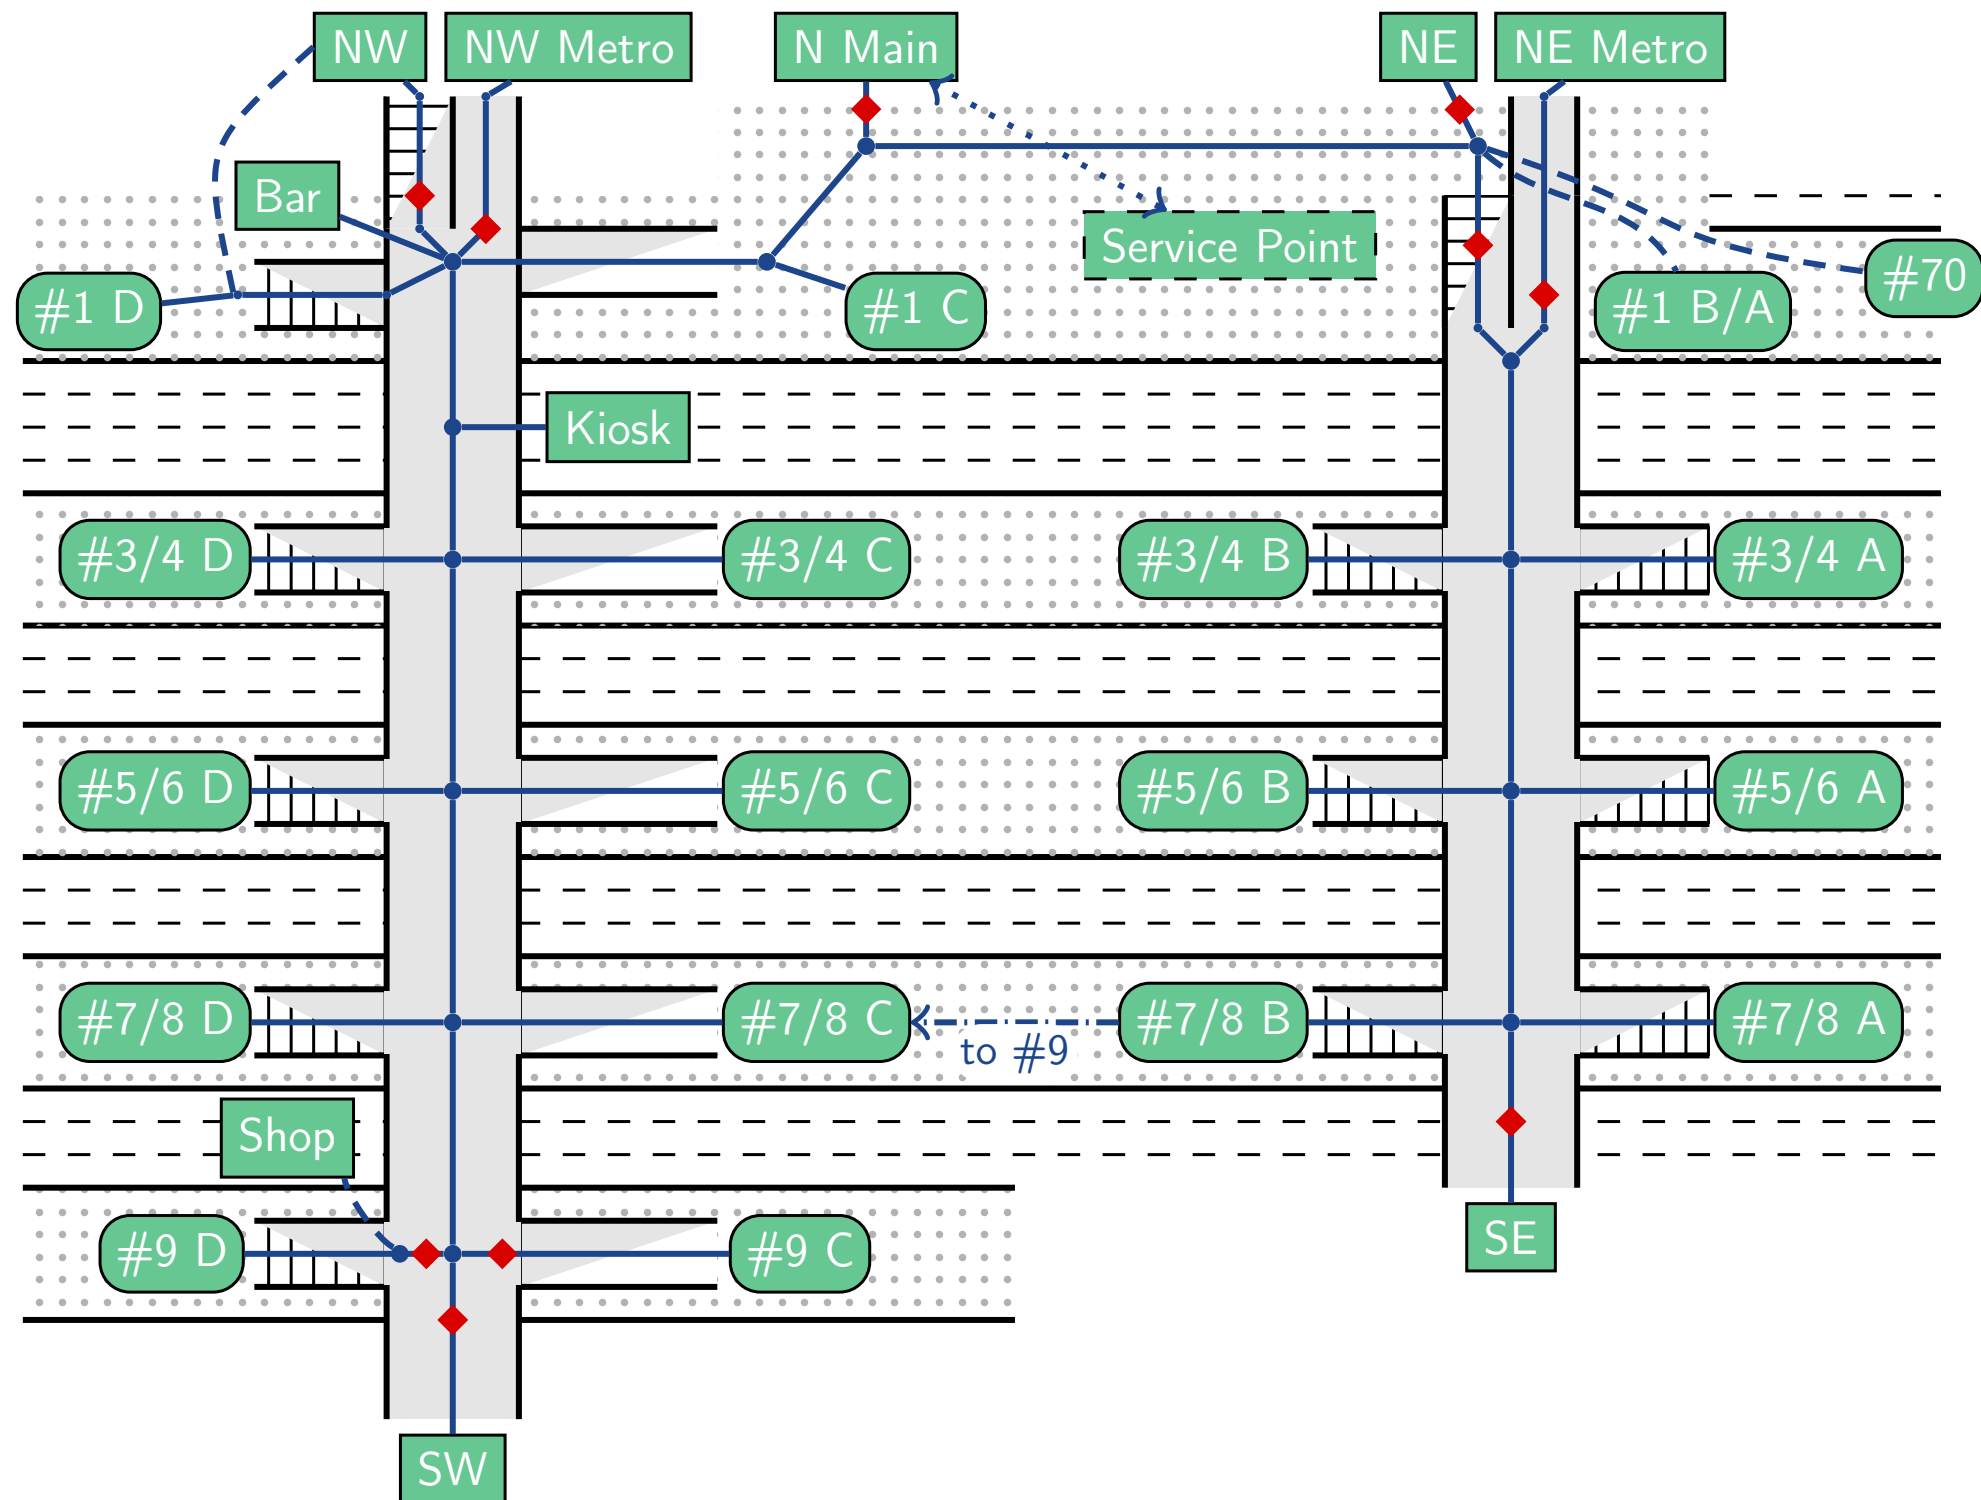 NW
NW Metro
N Main
NE
NE Metro
Bar
Service Point
#1 D
#1 C
#1 B/A
#70
Kiosk
#3/4 D
#3/4 C
#3/4 B
#3/4 A
#5/6 D
#5/6 C
#5/6 B
#5/6 A
#7/8 D
#7/8 C
to #9
#7/8 B
#7/8 A
Shop
#9 D
#9 C
SE
SW